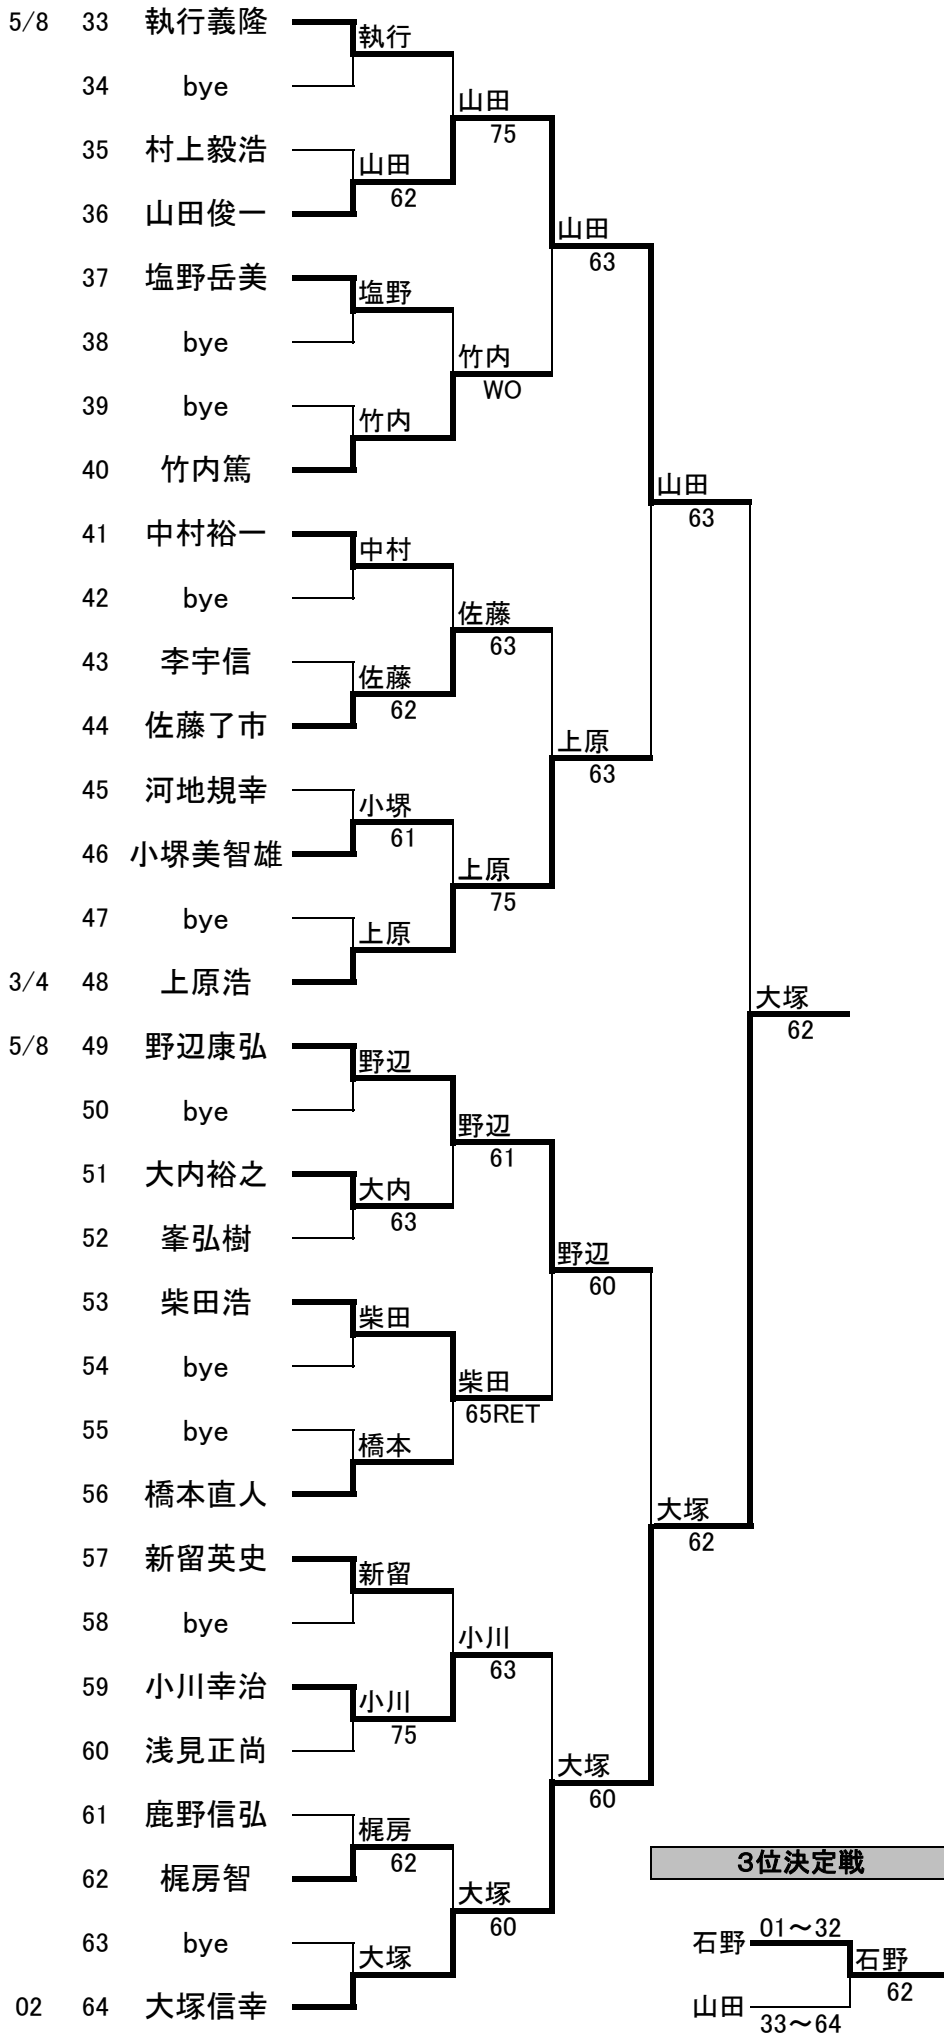 5/8 33 執行義隆
執行
34 bye
山田
75
35 村上毅浩
山田
62
36 山田俊一
山田
63
37 塩野岳美
塩野
38 bye
竹内
WO
39 bye
竹内
40 竹内篤
山田
63
41 中村裕一
中村
42 bye
佐藤
63
43 李宇信
佐藤
62
44 佐藤了市
上原
63
45 河地規幸
小堺
61
46 小堺美智雄
上原
75
47 bye
上原
3/4 48 上原浩
大塚
62
5/8 49 野辺康弘
野辺
50 bye
野辺
61
51 大内裕之
大内
63
52 峯弘樹
野辺
60
53 柴田浩
柴田
54 bye
柴田
65RET
55 bye
橋本
56 橋本直人
大塚
62
57 新留英史
新留
58 bye
小川
63
59 小川幸治
小川
75
60 浅見正尚
大塚
60
61 鹿野信弘
梶房
62
62 梶房智
大塚
60
63 bye
大塚
02 64 大塚信幸
3位決定戦
石野 01～32
石野
62
山田 33～64